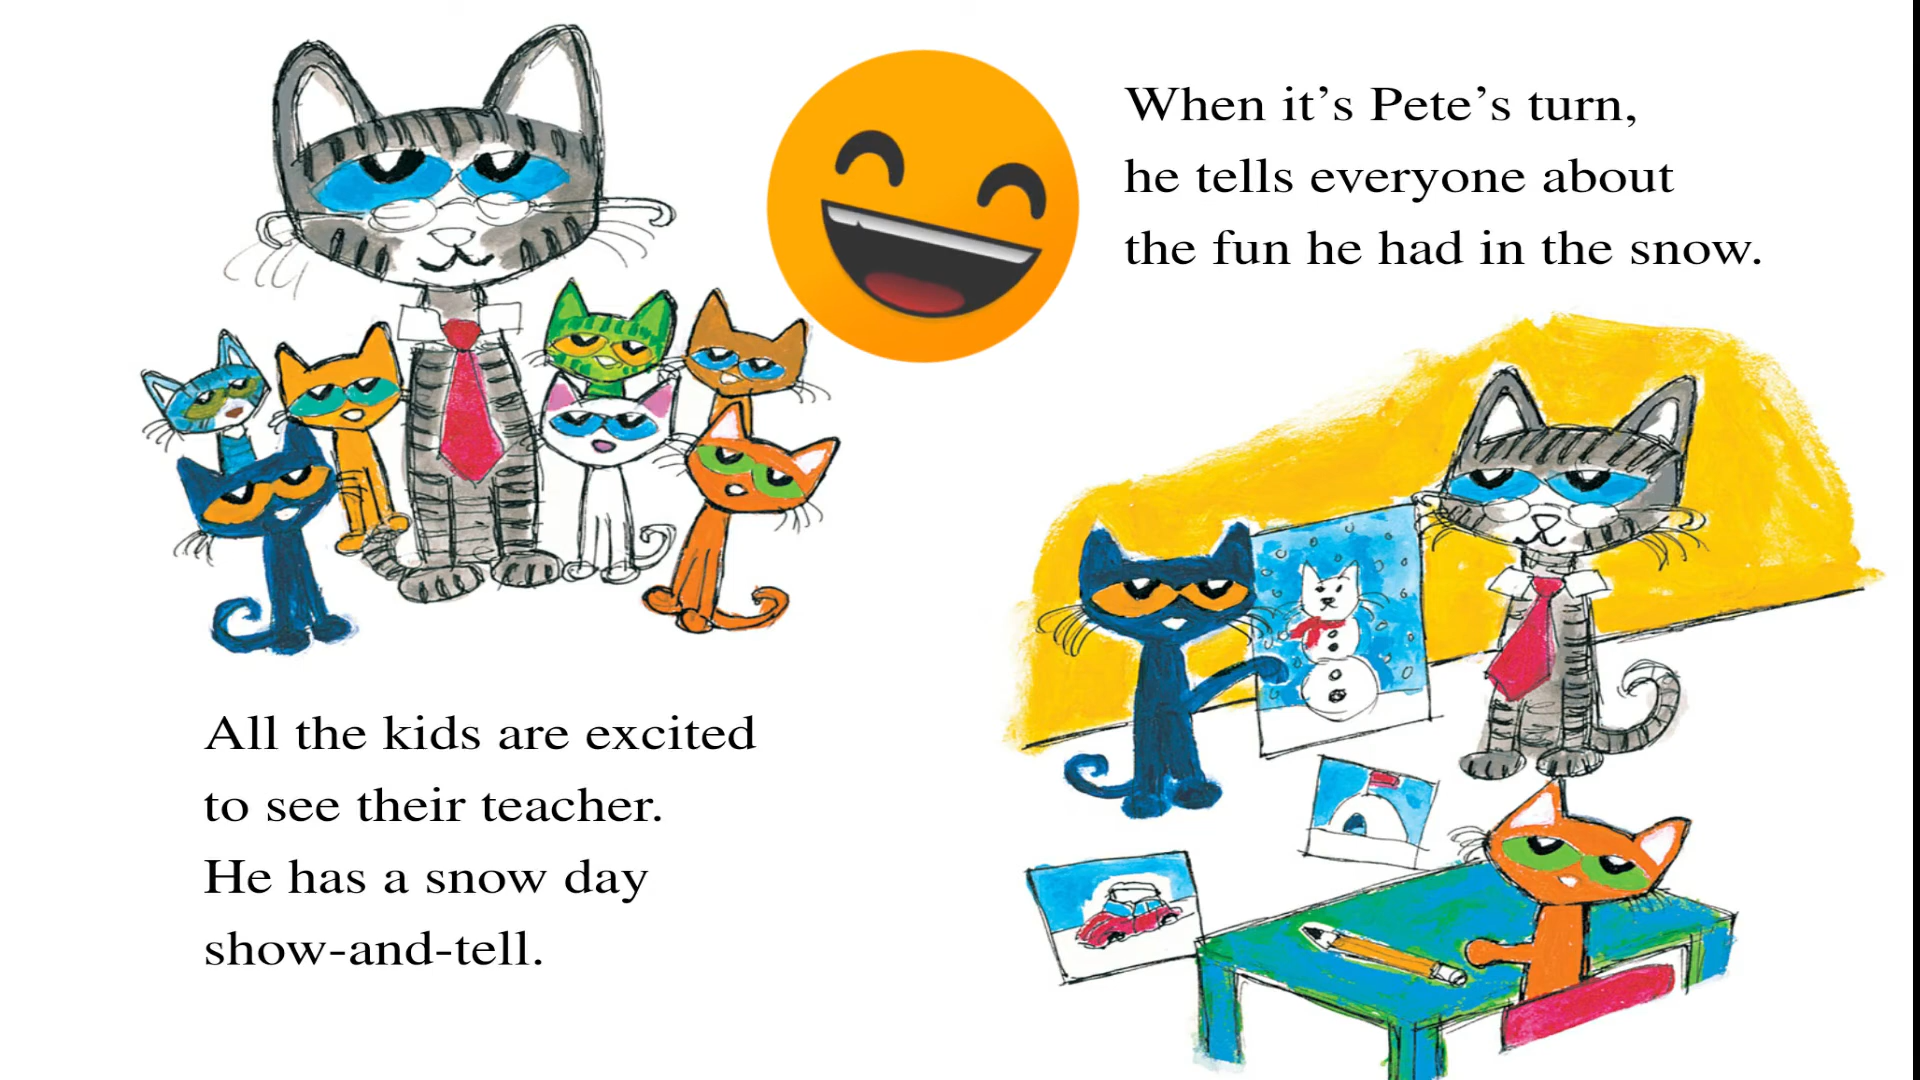 All the kids are excited
to see their teacher.
He has a snow day
show-and-tell.
When it’s Pete’s turn,
he tells everyone about
the fun he had in the snow.